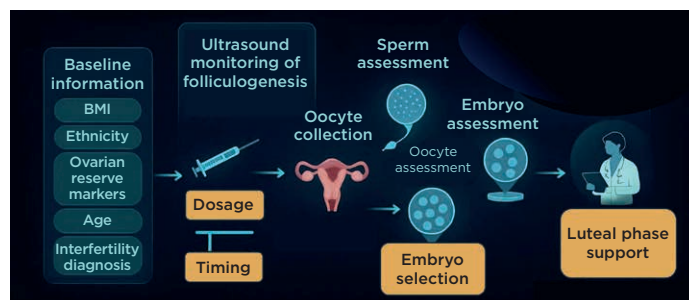 Baseline
information
BMI
Ethnicity
Ovarian
reserve
markers
Age
Interfertility
diagnosis
Ultrasound
monitoring of
folliculogenesis
Dosage
Timing
Oocyte
collection
Sperm
assessment
Oocyte
assessment
Embryo
selection
Embryo
assessment
Luteal phase
support